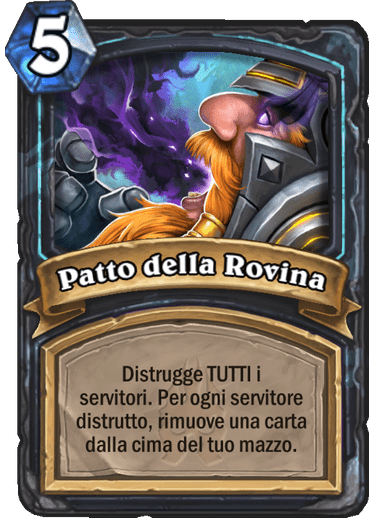 5
Patto della Rovina
Distrugge TUTTI i
servitori. Per ogni servitore
distrutto, rimuove una carta
dalla cima del tuo mazzo.